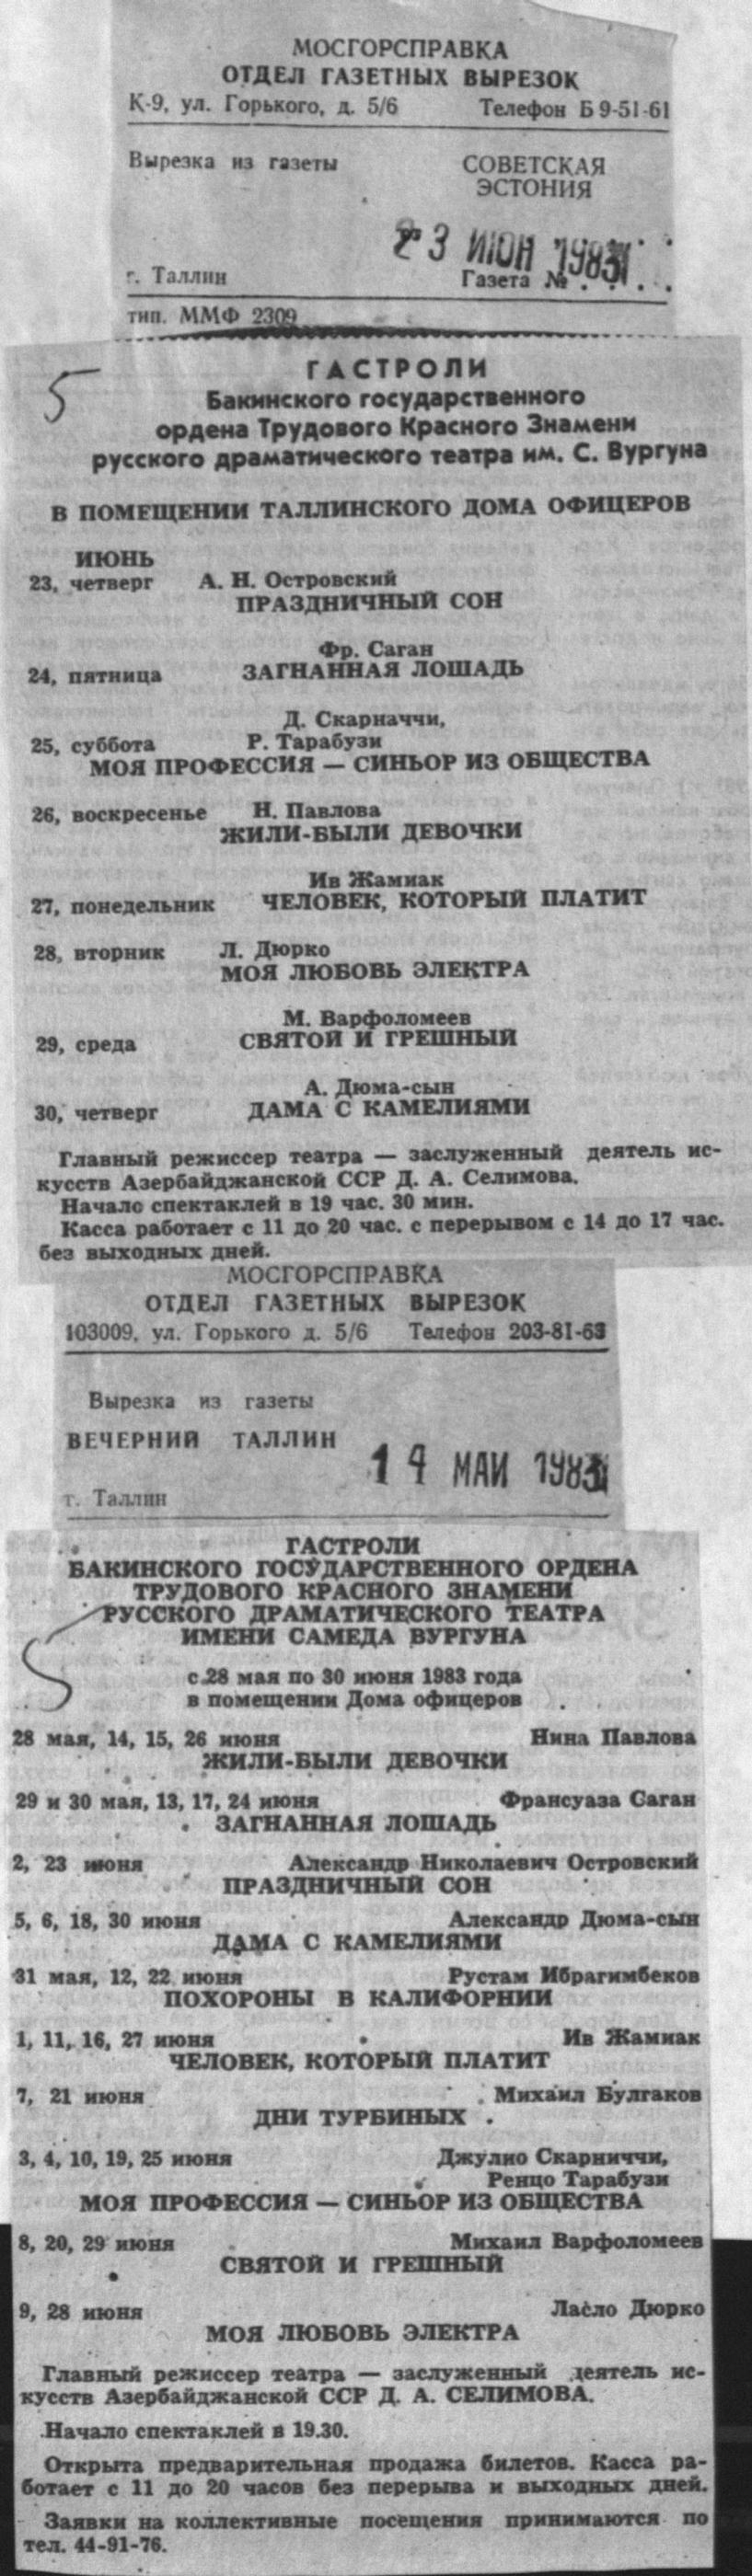 МОСГОРСПРАВКА
ОТДЕЛ ГАЗЕТНЫХ ВЫРЕЗОК
К-9, ул. Горького, д. 5/6 Телефон Б 9-51-61
Вырезка из газеты СОВЕТСКАЯ
ЭСТОНИЯ
23 ИЮН 1983
г. Таллин Газета № . . . .
тип. ММФ 2309
5
ГАСТРОЛИ
Бакинского государственного
ордена Трудового Красного Знамени
русского драматического театра им. С. Вургуна
В ПОМЕЩЕНИИ ТАЛЛИНСКОГО ДОМА ОФИЦЕРОВ
ИЮНЬ
23, четверг А. Н. Островский
ПРАЗДНИЧНЫЙ СОН
Фр. Саган
24, пятница ЗАГНАННАЯ ЛОШАДЬ
Д. Скарначчи,
25, суббота Р. Тарабузи
МОЯ ПРОФЕССИЯ — СИНЬОР ИЗ ОБЩЕСТВА
26, воскресенье Н. Павлова
ЖИЛИ-БЫЛИ ДЕВОЧКИ
Ив Жамиак
27, понедельник ЧЕЛОВЕК, КОТОРЫЙ ПЛАТИТ
28, вторник Л. Дюрко
МОЯ ЛЮБОВЬ ЭЛЕКТРА
М. Варфоломеев
29, среда СВЯТОЙ И ГРЕШНЫЙ
А. Дюма-сын
30, четверг ДАМА С КАМЕЛИЯМИ
Главный режиссер театра — заслуженный деятель ис-
кусств Азербайджанской ССР Д. А. Селимова.
Начало спектаклей в 19 час. 30 мин.
Касса работает с 11 до 20 час. с перерывом с 14 до 17 час.
без выходных дней.
МОСГОРСПРАВКА
ОТДЕЛ ГАЗЕТНЫХ ВЫРЕЗОК
103009, ул. Горького д. 5/6 Телефон 203-81-63
Вырезка из газеты
ВЕЧЕРНИЙ ТАЛЛИН
14 МАЙ 1983
г. Таллин
ГАСТРОЛИ
БАКИНСКОГО ГОСУДАРСТВЕННОГО ОРДЕНА
ТРУДОВОГО КРАСНОГО ЗНАМЕНИ
РУССКОГО ДРАМАТИЧЕСКОГО ТЕАТРА
ИМЕНИ САМЕДА ВУРГУНА
5
с 28 мая по 30 июня 1983 года
в помещении Дома офицеров
28 мая, 14, 15, 26 июня Нина Павлова
ЖИЛИ-БЫЛИ ДЕВОЧКИ
29 и 30 мая, 13, 17, 24 июня Франсуаза Саган
ЗАГНАННАЯ ЛОШАДЬ
2, 23 июня Александр Николаевич Островский
ПРАЗДНИЧНЫЙ СОН
5, 6, 18, 30 июня Александр Дюма-сын
ДАМА С КАМЕЛИЯМИ
31 мая, 12, 22 июня Рустам Ибрагимбеков
ПОХОРОНЫ В КАЛИФОРНИИ
1, 11, 16, 27 июня Ив Жамиак
ЧЕЛОВЕК, КОТОРЫЙ ПЛАТИТ
7, 21 июня Михаил Булгаков
ДНИ ТУРБИНЫХ
3, 4, 10, 19, 25 июня Джулио Скарниччи,
Ренцо Тарабузи
МОЯ ПРОФЕССИЯ — СИНЬОР ИЗ ОБЩЕСТВА
8, 20, 29 июня Михаил Варфоломеев
СВЯТОЙ И ГРЕШНЫЙ
9, 28 июня Ласло Дюрко
МОЯ ЛЮБОВЬ ЭЛЕКТРА
Главный режиссер театра — заслуженный деятель ис-
кусств Азербайджанской ССР Д. А. СЕЛИМОВА.
Начало спектаклей в 19.30.
Открыта предварительная продажа билетов. Касса ра-
ботает с 11 до 20 часов без перерыва и выходных дней.
Заявки на коллективные посещения принимаются по
тел. 44-91-76.